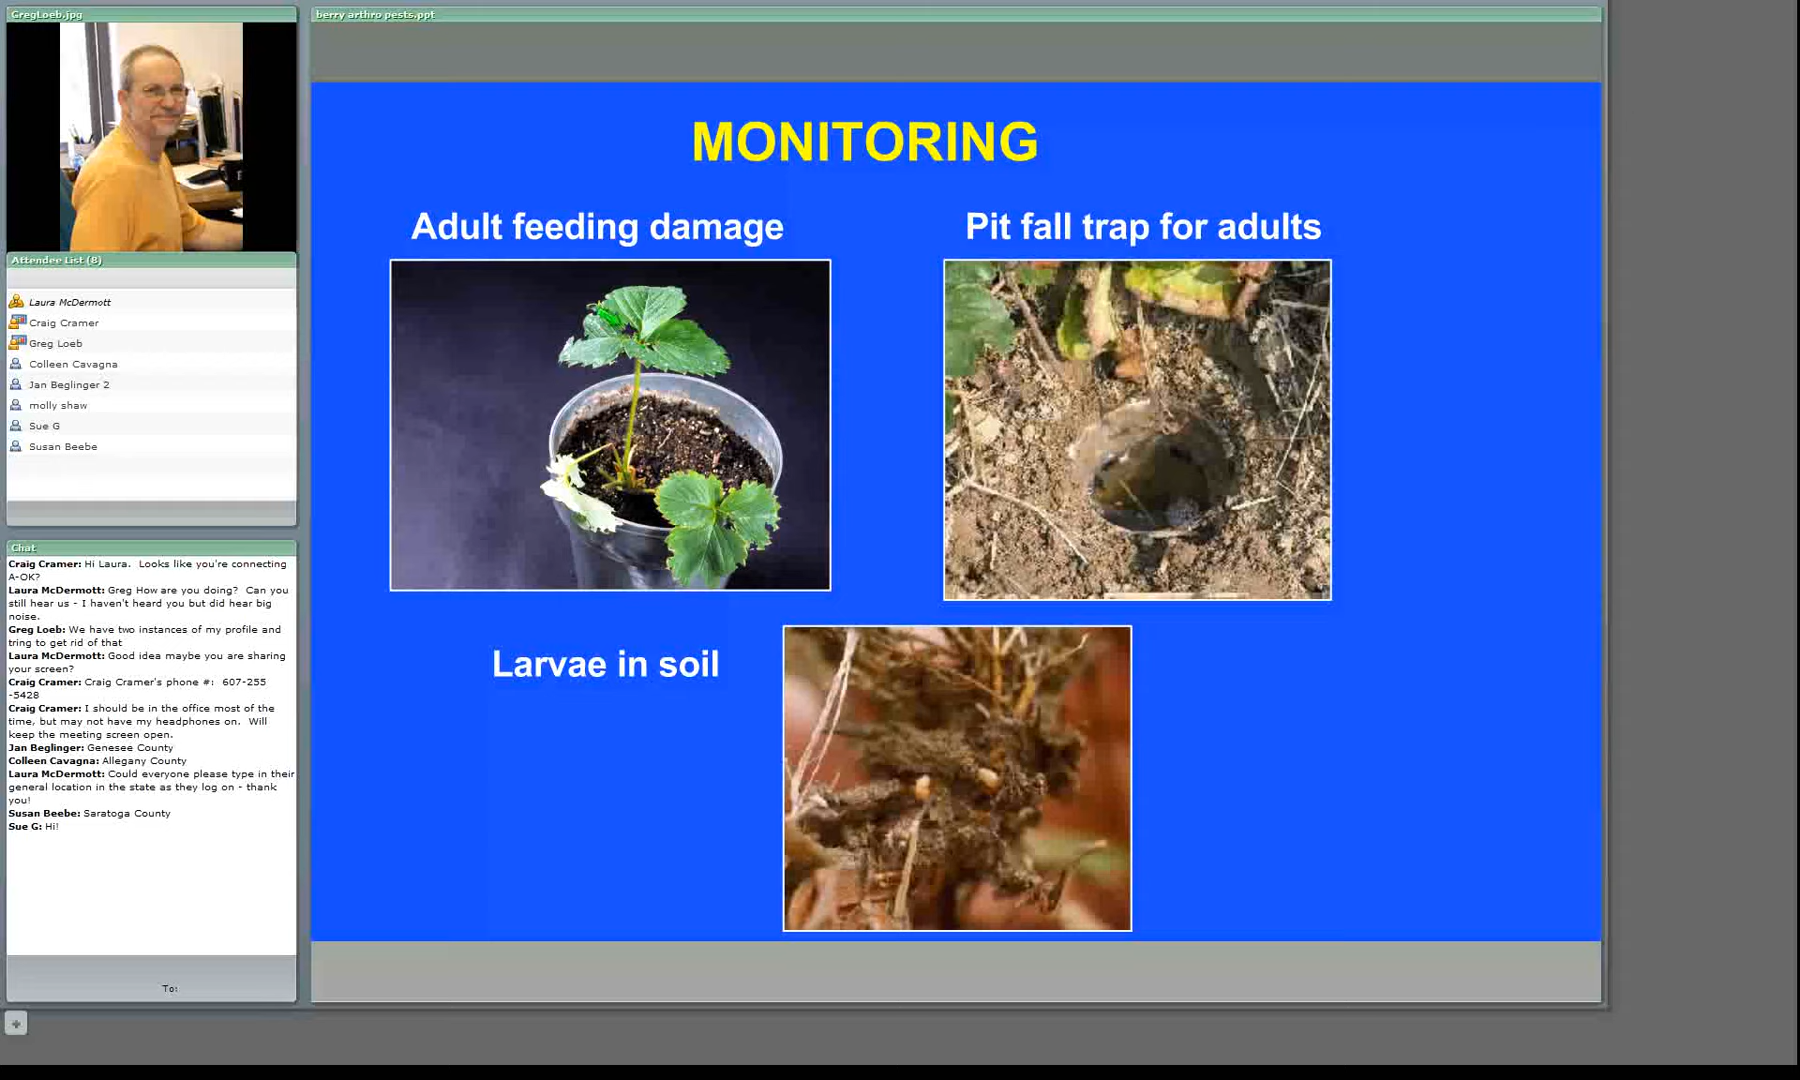 GregLoeb.jpg
Attendee List (8)
Laura McDermott
Craig Cramer
Greg Loeb
Colleen Cavagna
Jan Beglinger 2
molly shaw
Sue G
Susan Beebe
Chat
Craig Cramer: Hi Laura.  Looks like you're connecting
A-OK?
Laura McDermott: Greg How are you doing?  Can you
still hear us - I haven't heard you but did hear big
noise.
Greg Loeb: We have two instances of my profile and
tring to get rid of that
Laura McDermott: Good idea maybe you are sharing
your screen?
Craig Cramer: Craig Cramer's phone #:  607-255
-5428
Craig Cramer: I should be in the office most of the
time, but may not have my headphones on.  Will
keep the meeting screen open.
Jan Beglinger: Genesee County
Colleen Cavagna: Allegany County
Laura McDermott: Could everyone please type in their
general location in the state as they log on - thank
you!
Susan Beebe: Saratoga County
Sue G: Hi!
To:
berry arthro pests.ppt
MONITORING
Adult feeding damage
Pit fall trap for adults
Larvae in soil